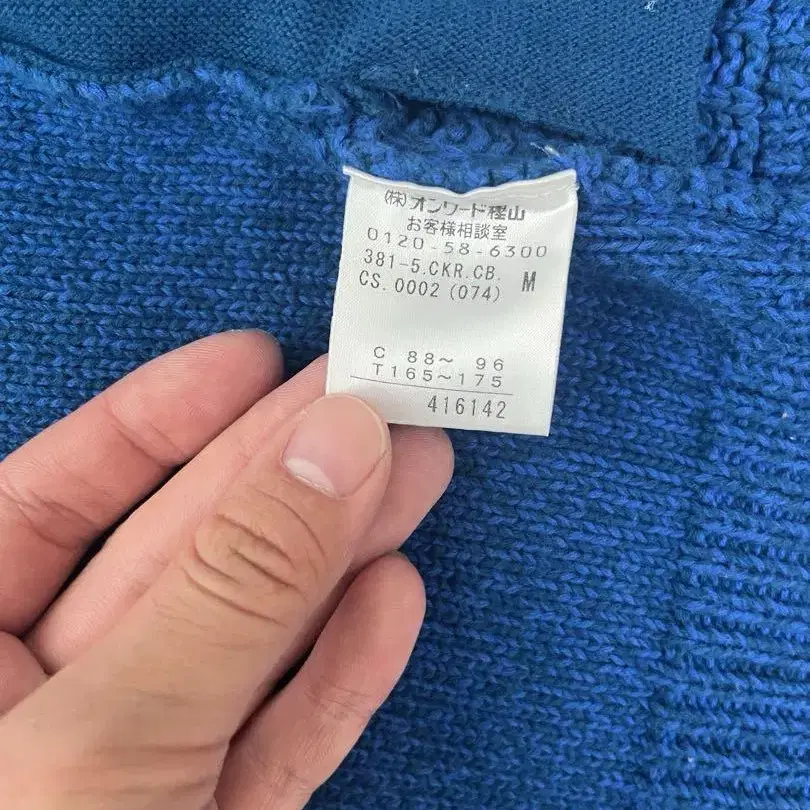 (株)オンワード樫山
お客様相談室
0120-58-6300
381-5.CKR.CB. M
CS.0002(074)
C 88～ 96
T165～175
416142